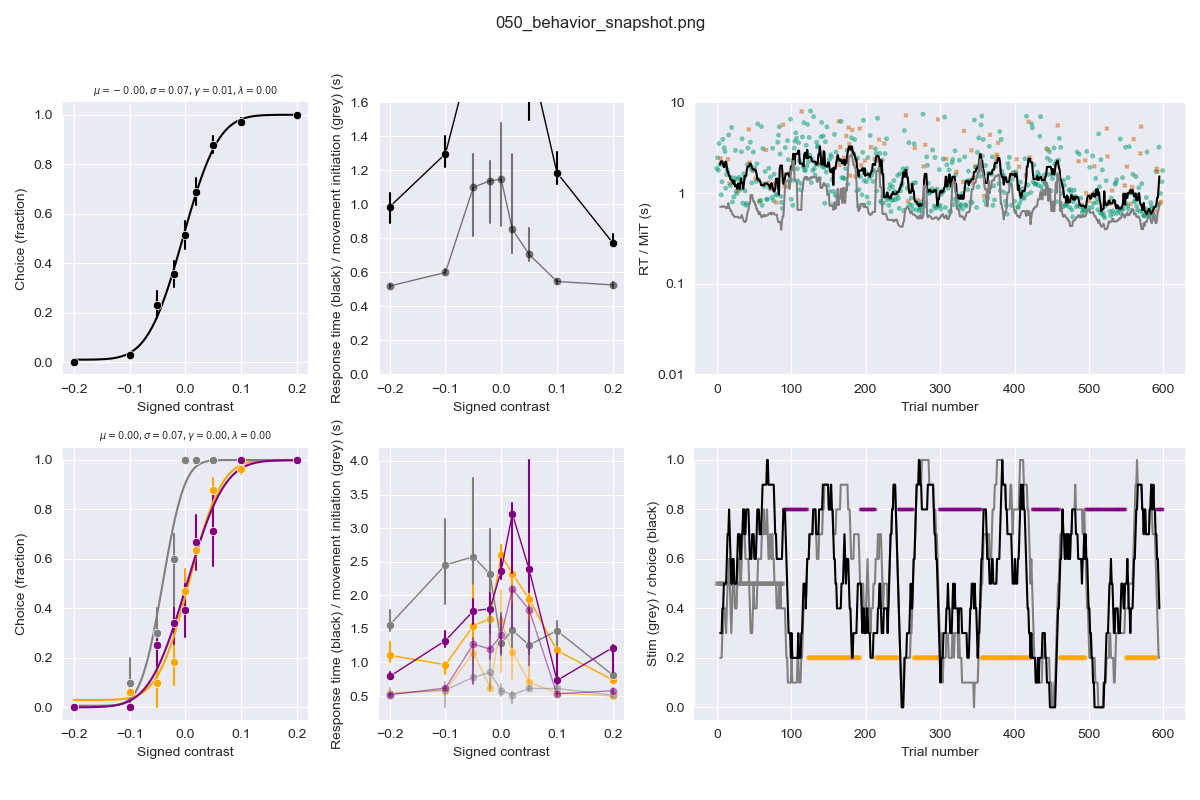 050_behavior_snapshot.png
μ = − 0.00, σ = 0.07, γ = 0.01, λ = 0.00
Choice (fraction)
1.0
0.8
0.6
0.4
0.2
0.0
−0.2 −0.1 0.0 0.1 0.2
Signed contrast
Response time (black) / movement initiation (grey) (s)
1.6
1.4
1.2
1.0
0.8
0.6
0.4
0.2
0.0
−0.2 −0.1 0.0 0.1 0.2
Signed contrast
RT / MiT (s)
10
1
0.1
0.01
0 100 200 300 400 500 600
Trial number
μ = 0.00, σ = 0.07, γ = 0.00, λ = 0.00
Choice (fraction)
1.0
0.8
0.6
0.4
0.2
0.0
−0.2 −0.1 0.0 0.1 0.2
Signed contrast
Response time (black) / movement initiation (grey) (s)
4.0
3.5
3.0
2.5
2.0
1.5
1.0
0.5
−0.2 −0.1 0.0 0.1 0.2
Signed contrast
Stim (grey) / choice (black)
1.0
0.8
0.6
0.4
0.2
0.0
0 100 200 300 400 500 600
Trial number